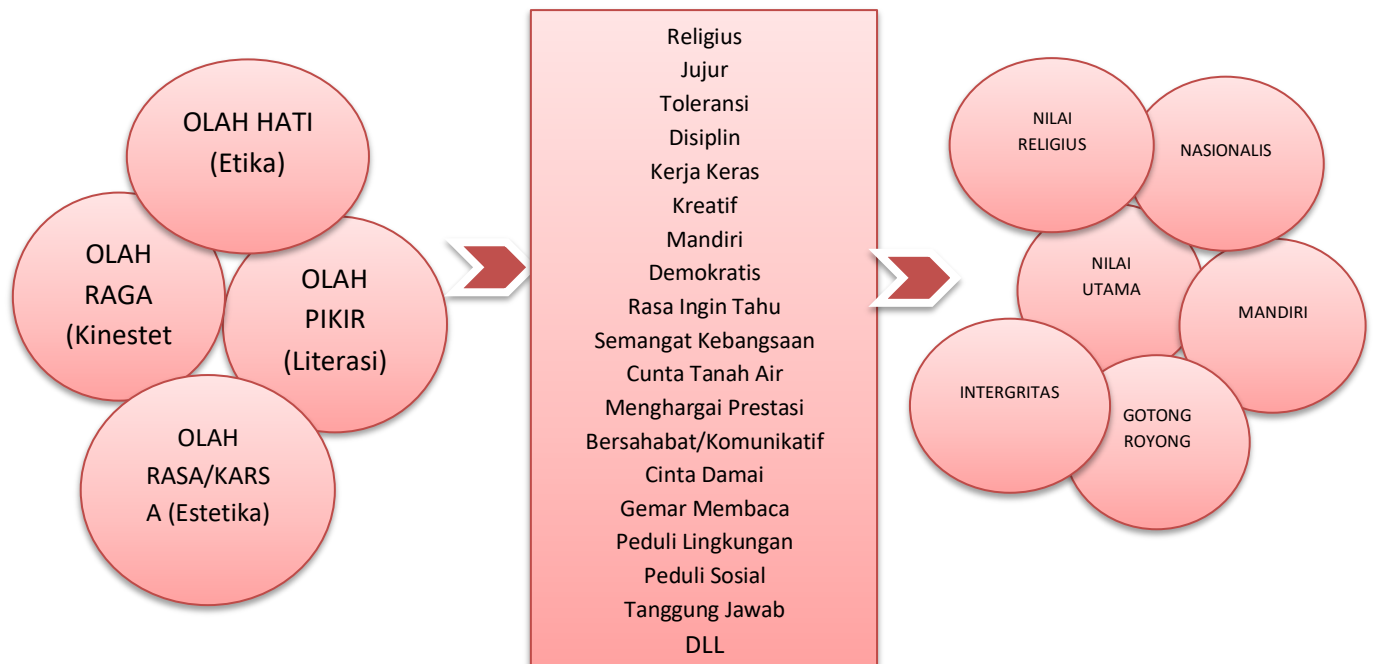 OLAH HATI
(Etika)
OLAH
RAGA
(Kinestet
OLAH
PIKIR
(Literasi)
OLAH
RASA/KARS
A (Estetika)
Religius
Jujur
Toleransi
Disiplin
Kerja Keras
Kreatif
Mandiri
Demokratis
Rasa Ingin Tahu
Semangat Kebangsaan
Cunta Tanah Air
Menghargai Prestasi
Bersahabat/Komunikatif
Cinta Damai
Gemar Membaca
Peduli Lingkungan
Peduli Sosial
Tanggung Jawab
DLL
NILAI
RELIGIUS
NASIONALIS
NILAI
UTAMA
MANDIRI
INTERGRITAS
GOTONG
ROYONG